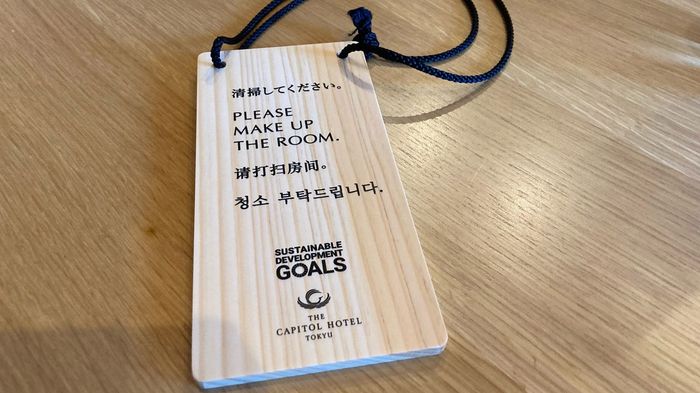 清掃してください。
PLEASE
MAKE UP
THE ROOM.
请打扫房间。
청소 부탁드립니다.
SUSTAINABLE
DEVELOPMENT
GOALS
THE
CAPITOL HOTEL
TOKYU